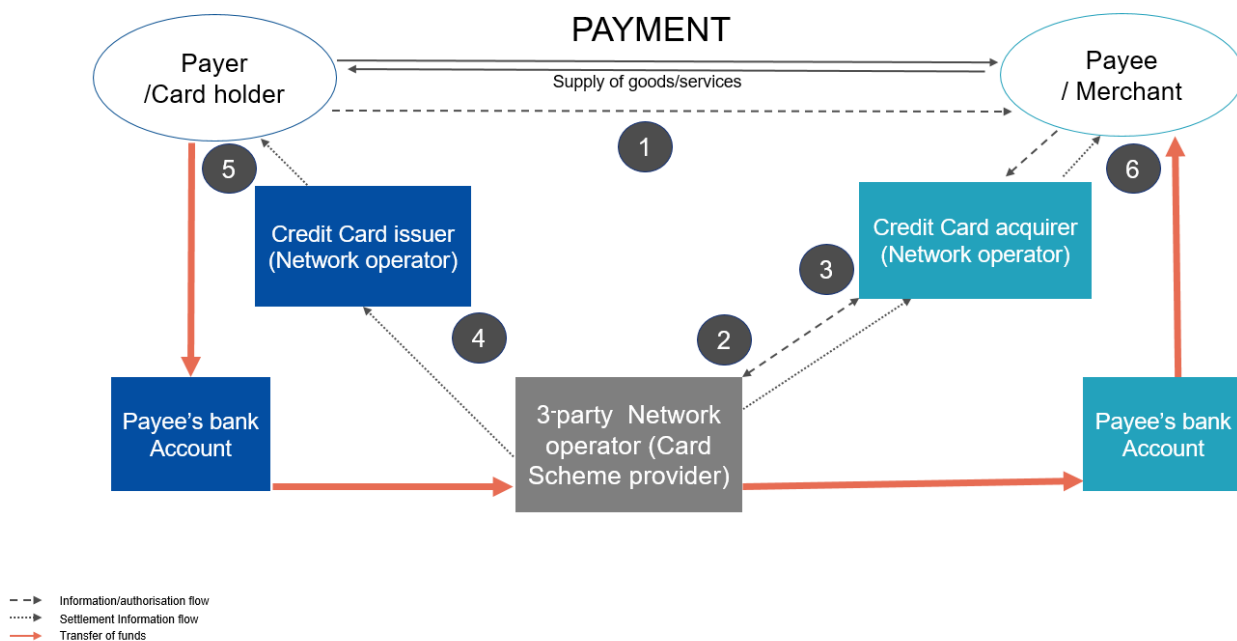 PAYMENT
Payer
/Card holder
Supply of goods/services
Payee
/ Merchant
1
5
6
Credit Card issuer
(Network operator)
Credit Card acquirer
(Network operator)
3
4
2
Payee's bank
Account
3-party Network
operator (Card
Scheme provider)
Payee's bank
Account
Information/authorisation flow
Settlement Information flow
Transfer of funds